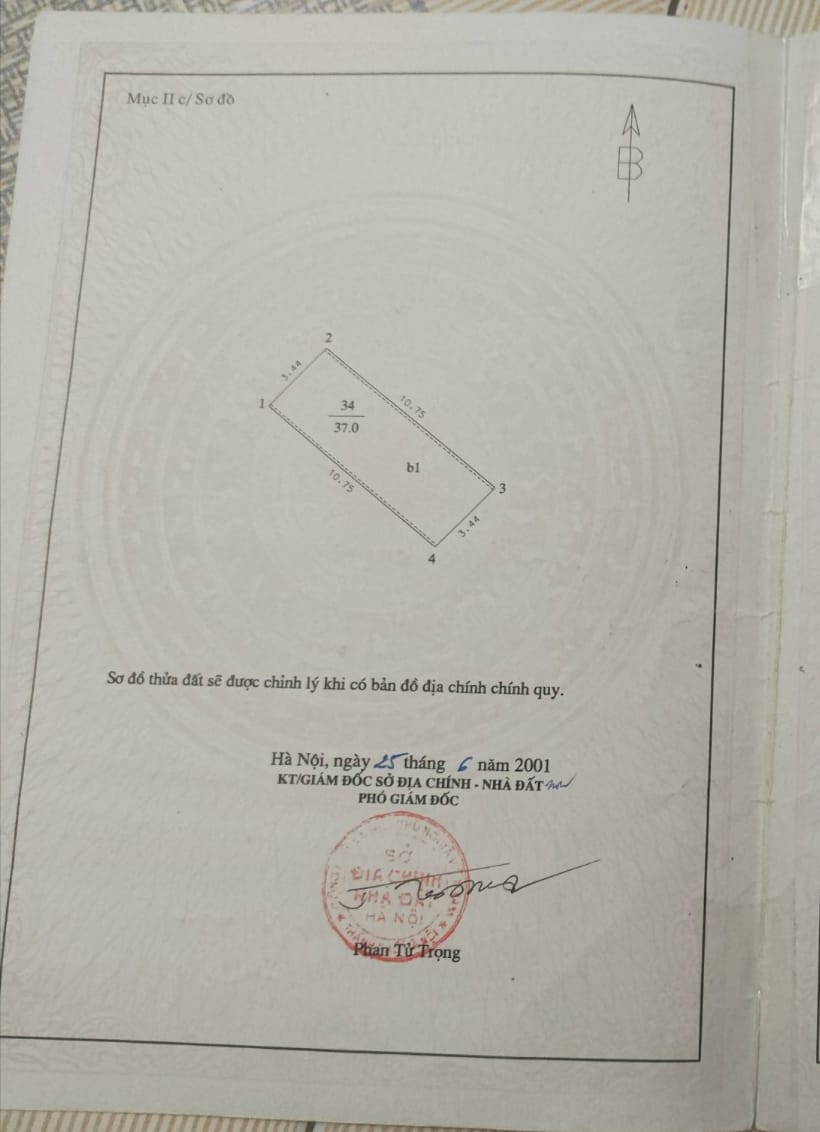 Mục II c/ Sơ đồ
B
2
3.44
1
34
37.0
10.75
b1
10.75
3
3.44
4
Sơ đồ thửa đất sẽ được chỉnh lý khi có bản đồ địa chính chính quy.
Hà Nội, ngày 25 tháng 6 năm 2001
KT/GIÁM ĐỐC SỞ ĐỊA CHÍNH - NHÀ ĐẤT
PHÓ GIÁM ĐỐC
SỞ
ĐỊA CHÍNH
NHÀ ĐẤT
HÀ NỘI
Phan Tử Trọng